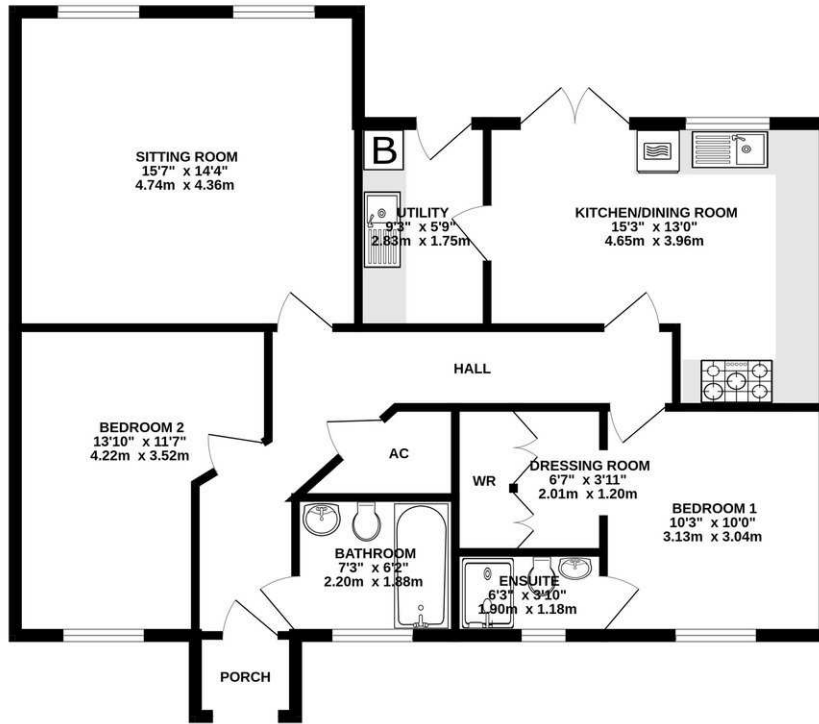 SITTING ROOM
15'7" x 14'4"
4.74m x 4.36m
B
UTILITY
9'3" x 5'9"
2.83m x 1.75m
KITCHEN/DINING ROOM
15'3" x 13'0"
4.65m x 3.96m
HALL
BEDROOM 2
13'10" x 11'7"
4.22m x 3.52m
AC
WR
DRESSING ROOM
6'7" x 3'11"
2.01m x 1.20m
BEDROOM 1
10'3" x 10'0"
3.13m x 3.04m
BATHROOM
7'3" x 6'2"
2.20m x 1.88m
ENSUITE
6'3" x 3'10"
1.90m x 1.18m
PORCH